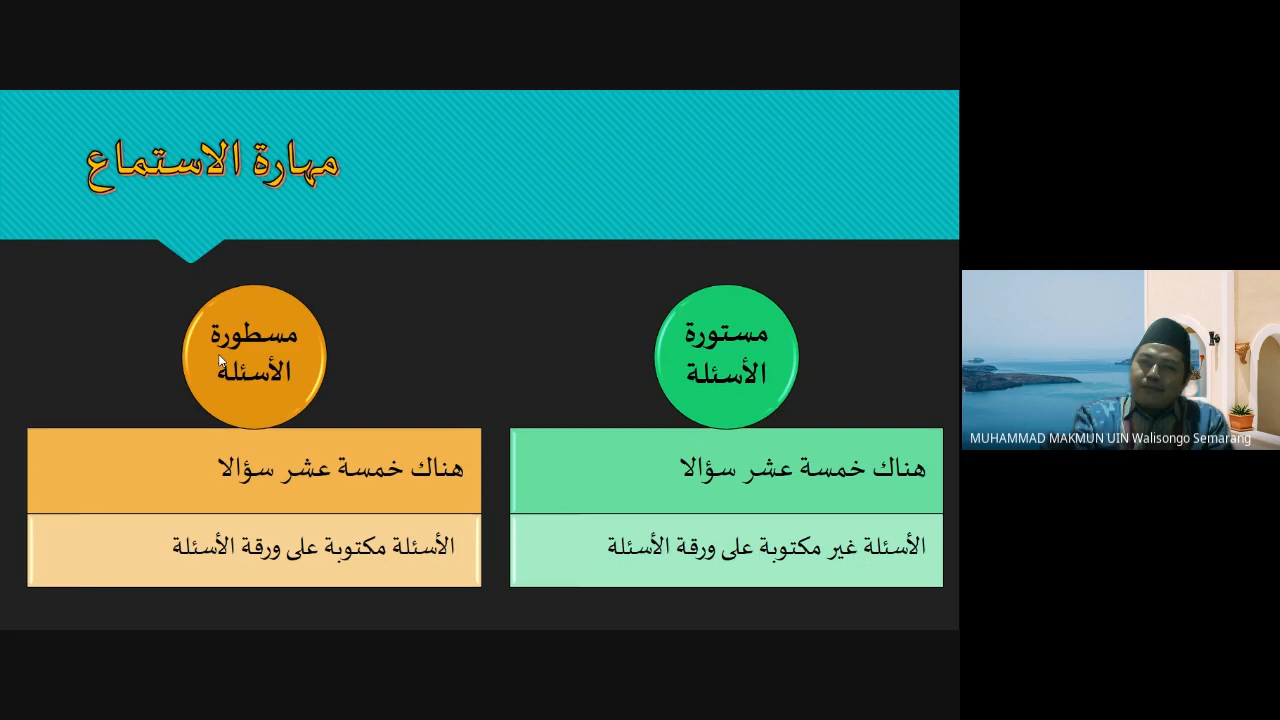 مهارة الاستماع
مستورة
الأسئلة
هناك خمسة عشر سؤالا
الأسئلة غير مكتوبة على ورقة الأسئلة
مسطورة
الأسئلة
هناك خمسة عشر سؤالا
الأسئلة مكتوبة على ورقة الأسئلة
MUHAMMAD MAKMUN UIN Walisongo Semarang